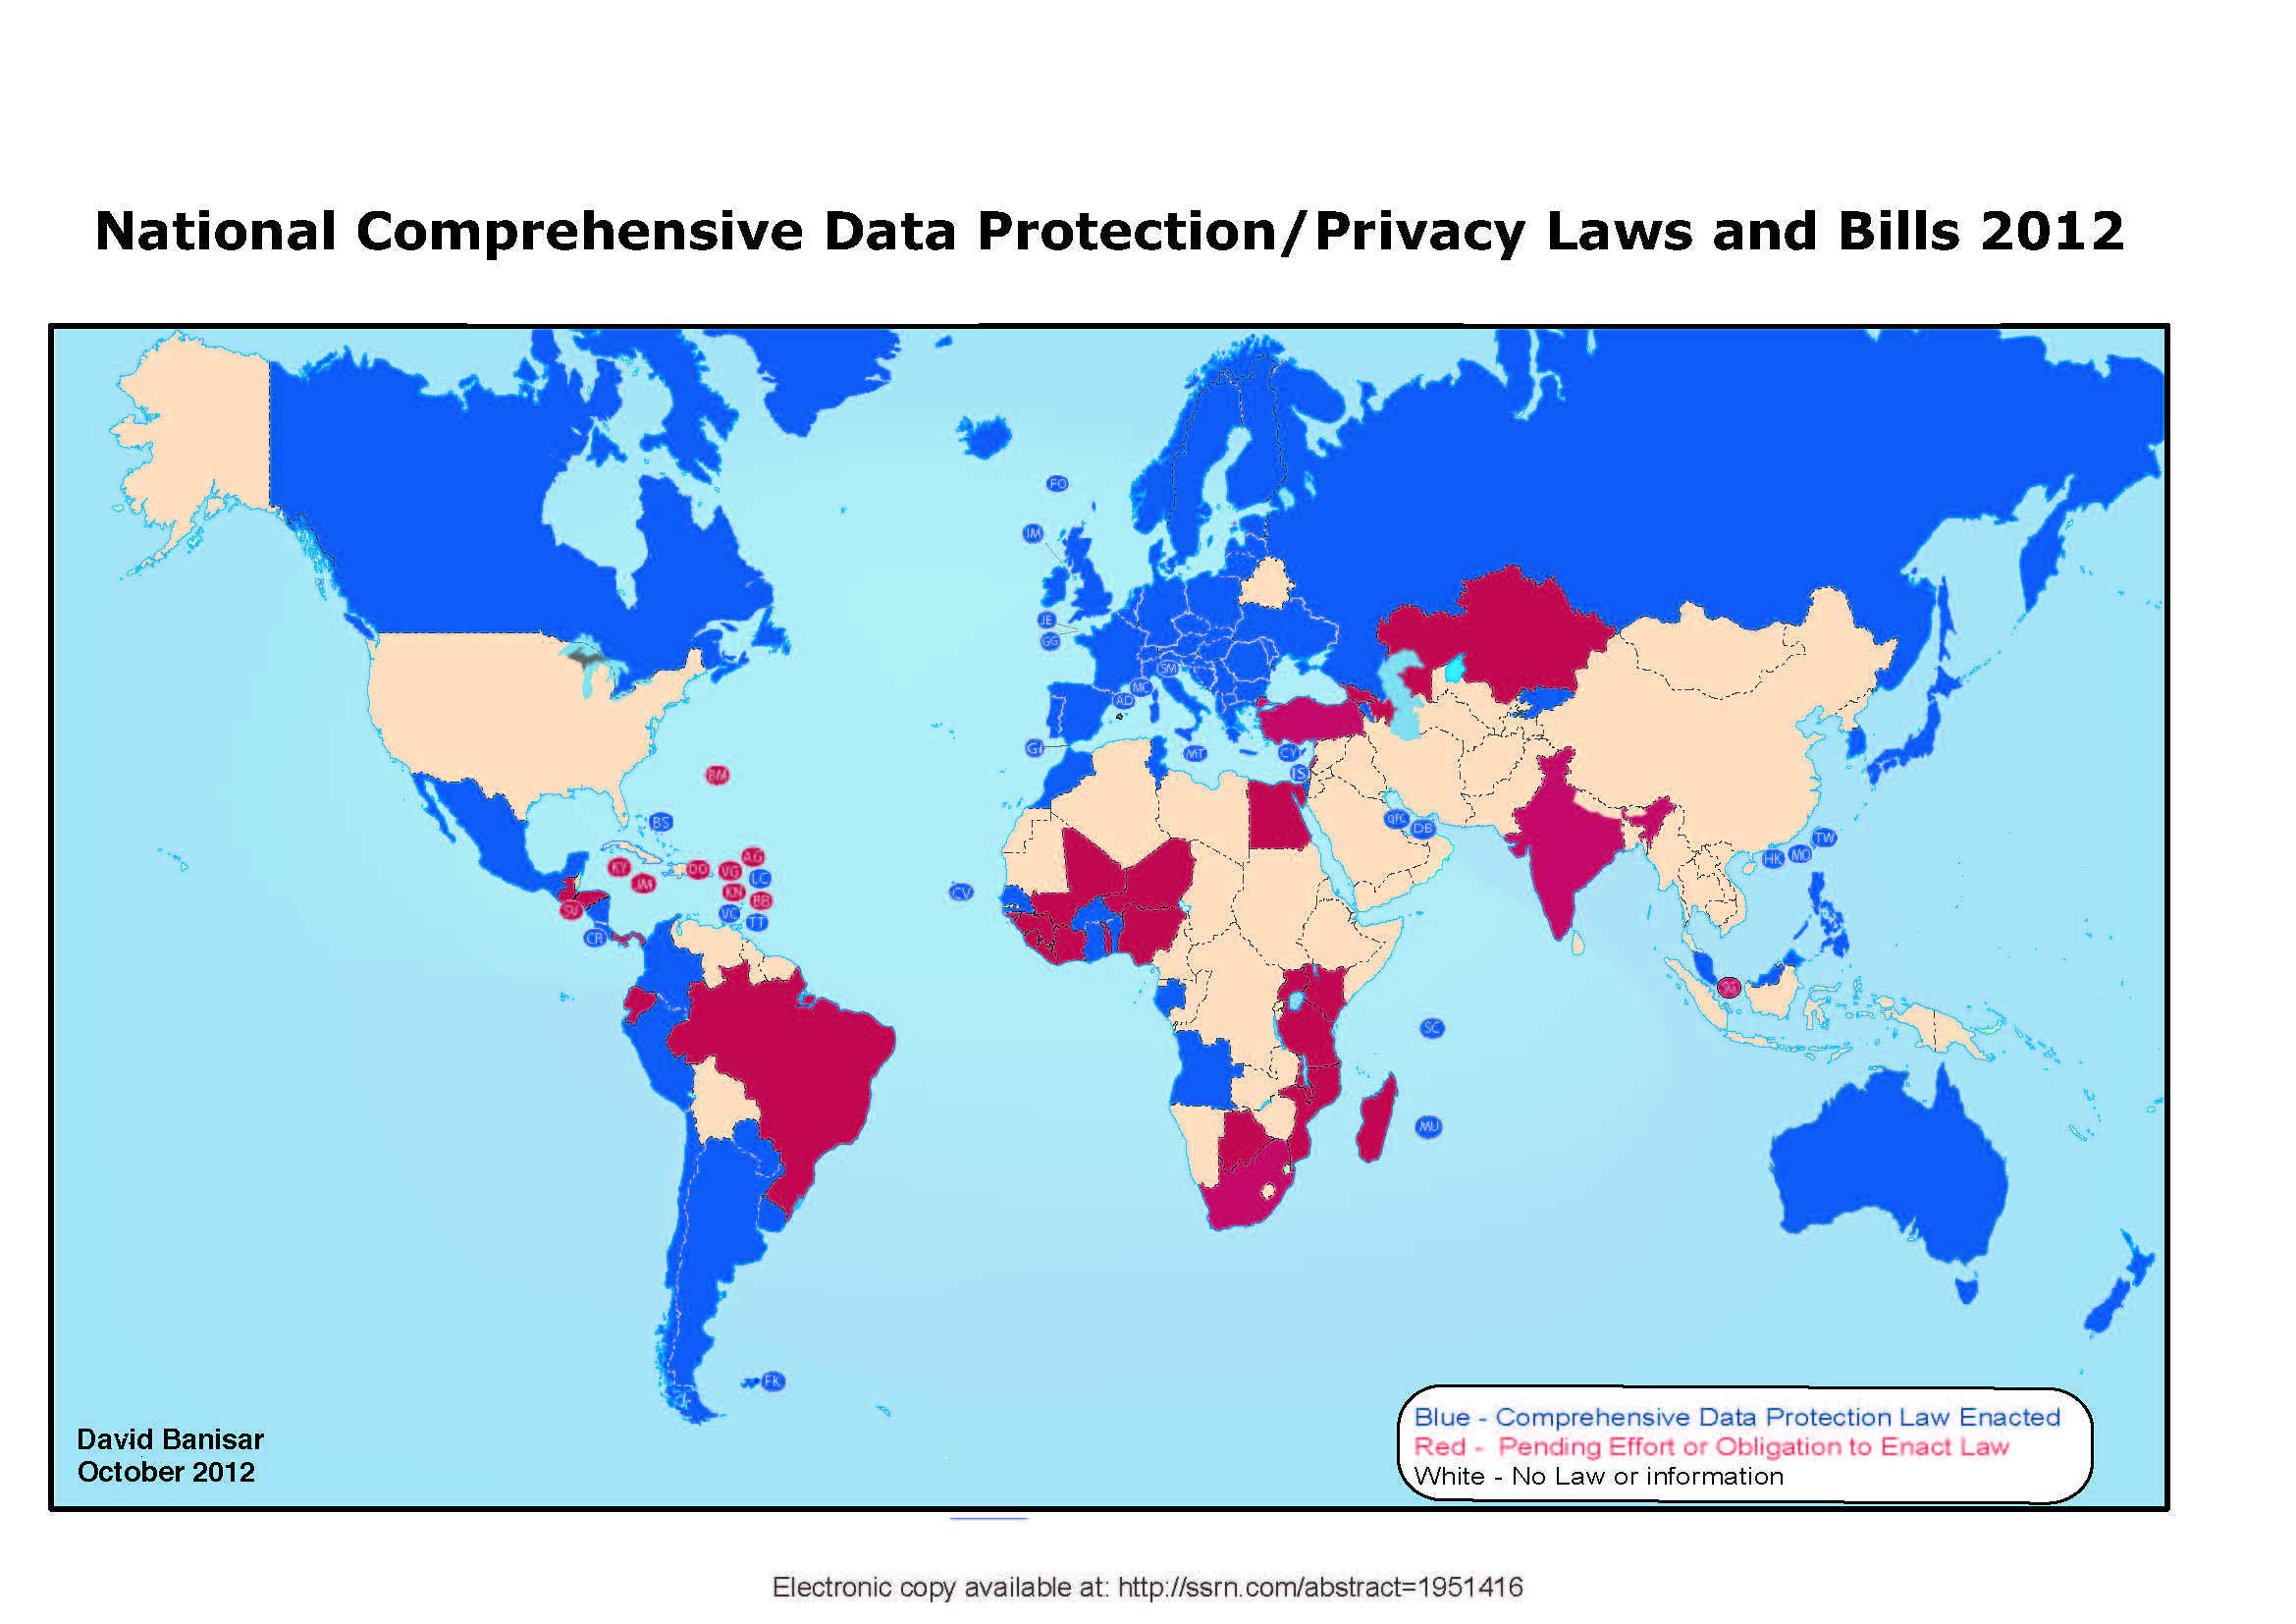 National Comprehensive Data Protection/Privacy Laws and Bills 2012
FO
IM
JE
GG
SM
MC
AD
GI
MT
CY
IS
BM
BS
QFC
DB
TW
HK
MO
AG
KY
DO
VG
LC
JM
KN
BB
CV
SV
VC
TT
CR
SG
SC
MU
FK
David Banisar
October 2012
Blue - Comprehensive Data Protection Law Enacted
Red - Pending Effort or Obligation to Enact Law
White - No Law or information
Electronic copy available at: http://ssrn.com/abstract=1951416